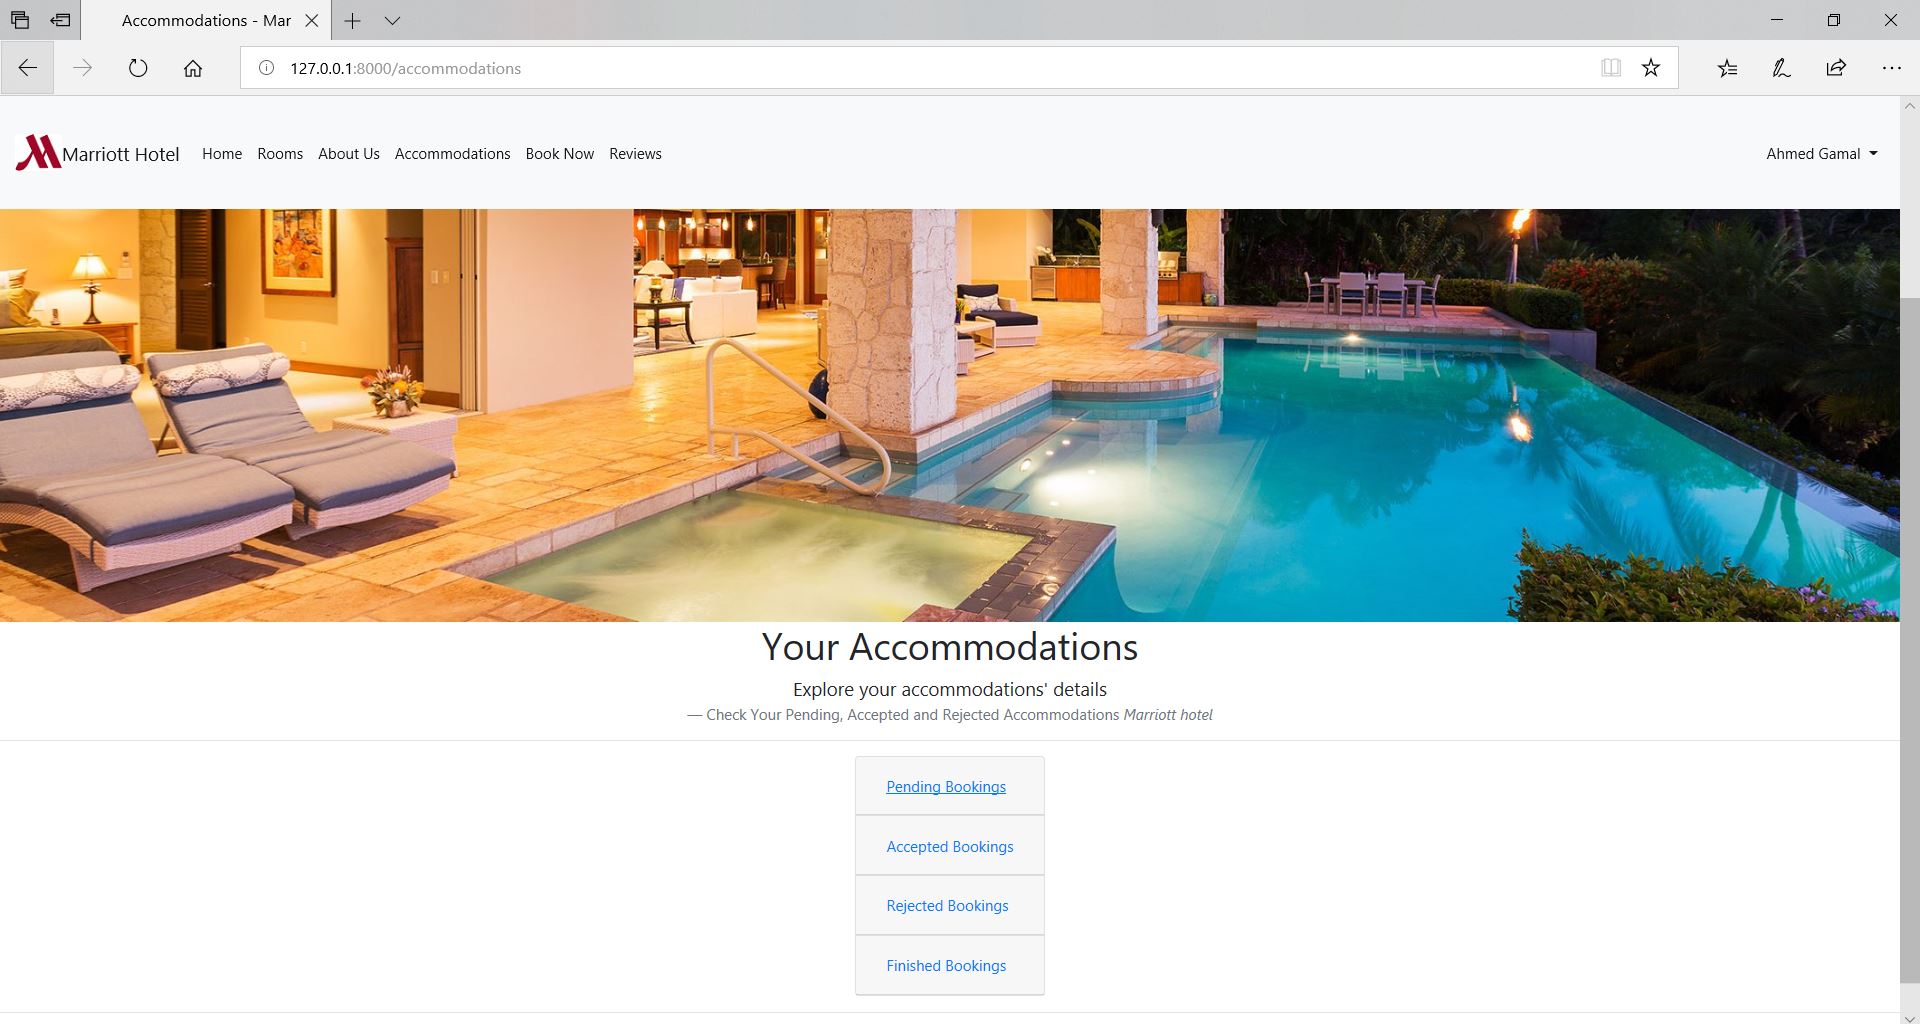 Accommodations - Mar
127.0.0.1:8000/accommodations
Marriott Hotel Home Rooms About Us Accommodations Book Now Reviews Ahmed Gamal
Your Accommodations
Explore your accommodations' details
— Check Your Pending, Accepted and Rejected Accommodations Marriott hotel
Pending Bookings
Accepted Bookings
Rejected Bookings
Finished Bookings